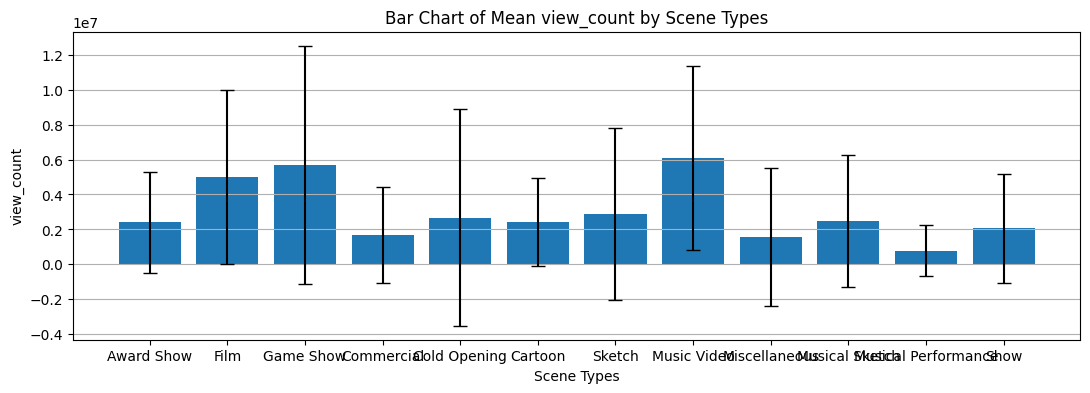 Bar Chart of Mean view_count by Scene Types
1e7
1.2
1.0
0.8
0.6
0.4
0.2
0.0
−0.2
−0.4
view_count
Award Show Film Game Show Commercial Cold Opening Cartoon Sketch Music Video Miscellaneous Musical Sketch Musical Performance Show
Scene Types